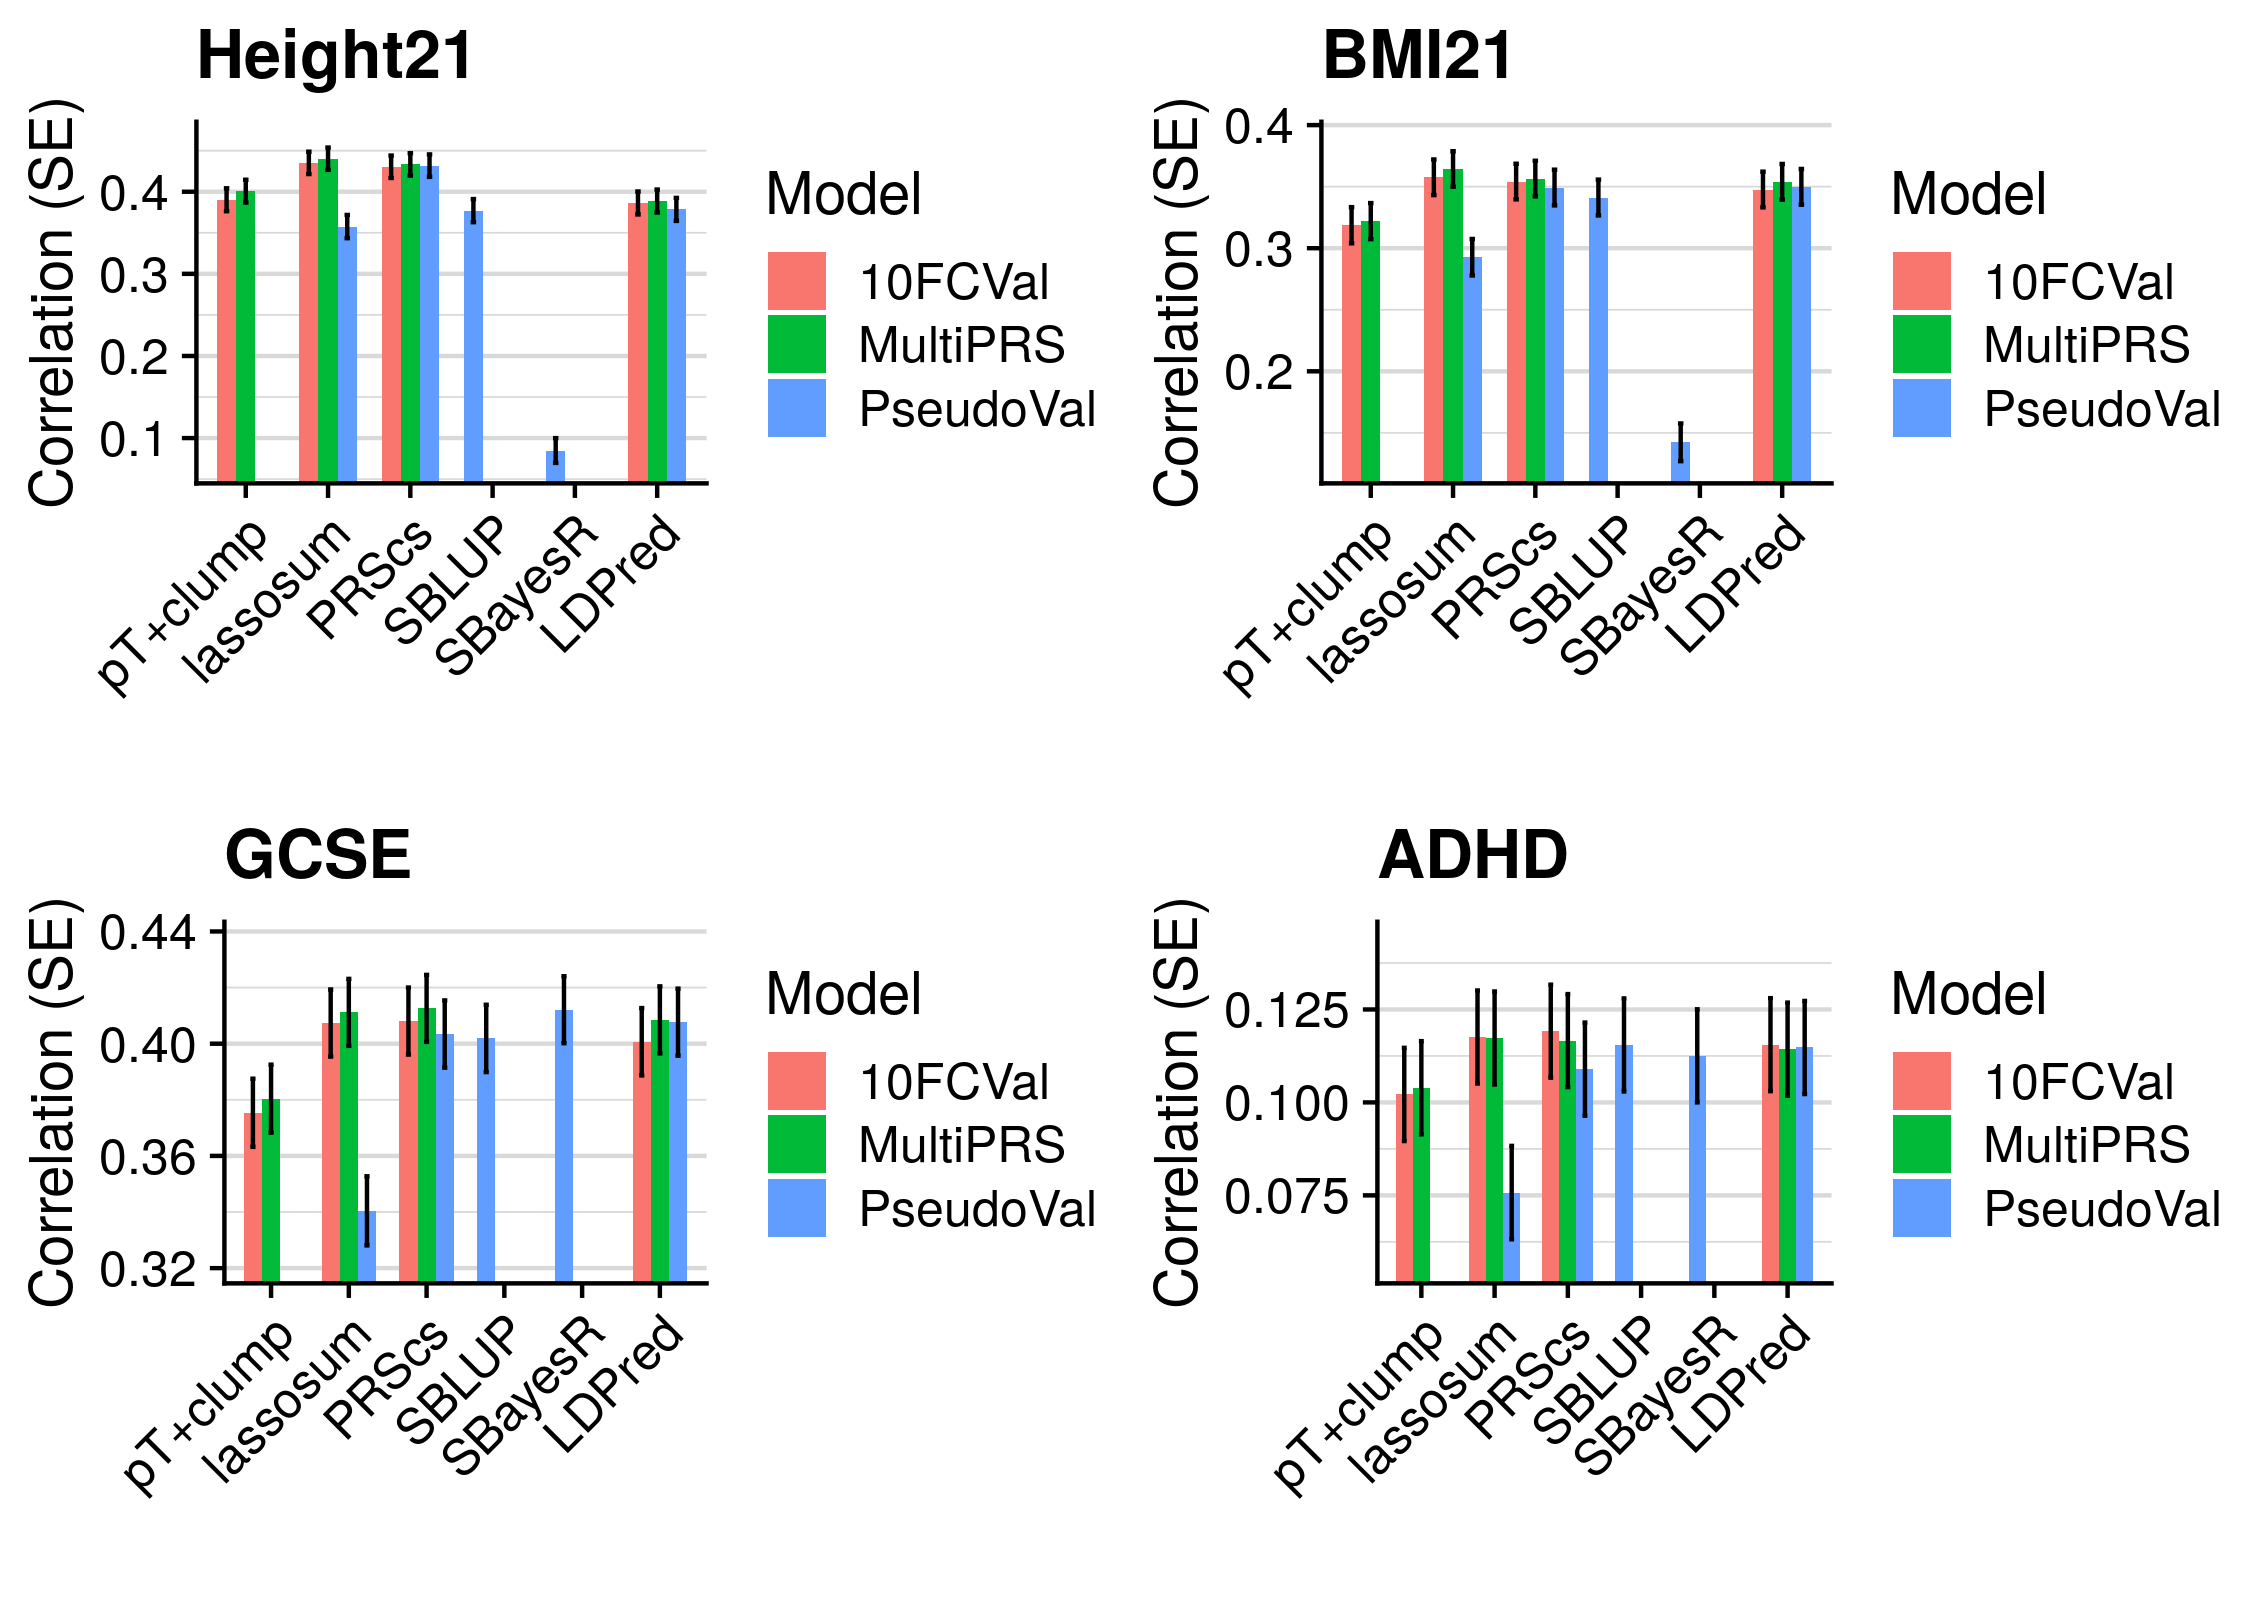 Height21
Correlation (SE)
0.4
0.3
0.2
0.1
pT+clump
lassosum
PRScs
SBLUP
SBayesR
LDPred
Model
10FCVal
MultiPRS
PseudoVal
BMI21
Correlation (SE)
0.4
0.3
0.2
pT+clump
lassosum
PRScs
SBLUP
SBayesR
LDPred
Model
10FCVal
MultiPRS
PseudoVal
GCSE
Correlation (SE)
0.44
0.40
0.36
0.32
pT+clump
lassosum
PRScs
SBLUP
SBayesR
LDPred
Model
10FCVal
MultiPRS
PseudoVal
ADHD
Correlation (SE)
0.125
0.100
0.075
pT+clump
lassosum
PRScs
SBLUP
SBayesR
LDPred
Model
10FCVal
MultiPRS
PseudoVal